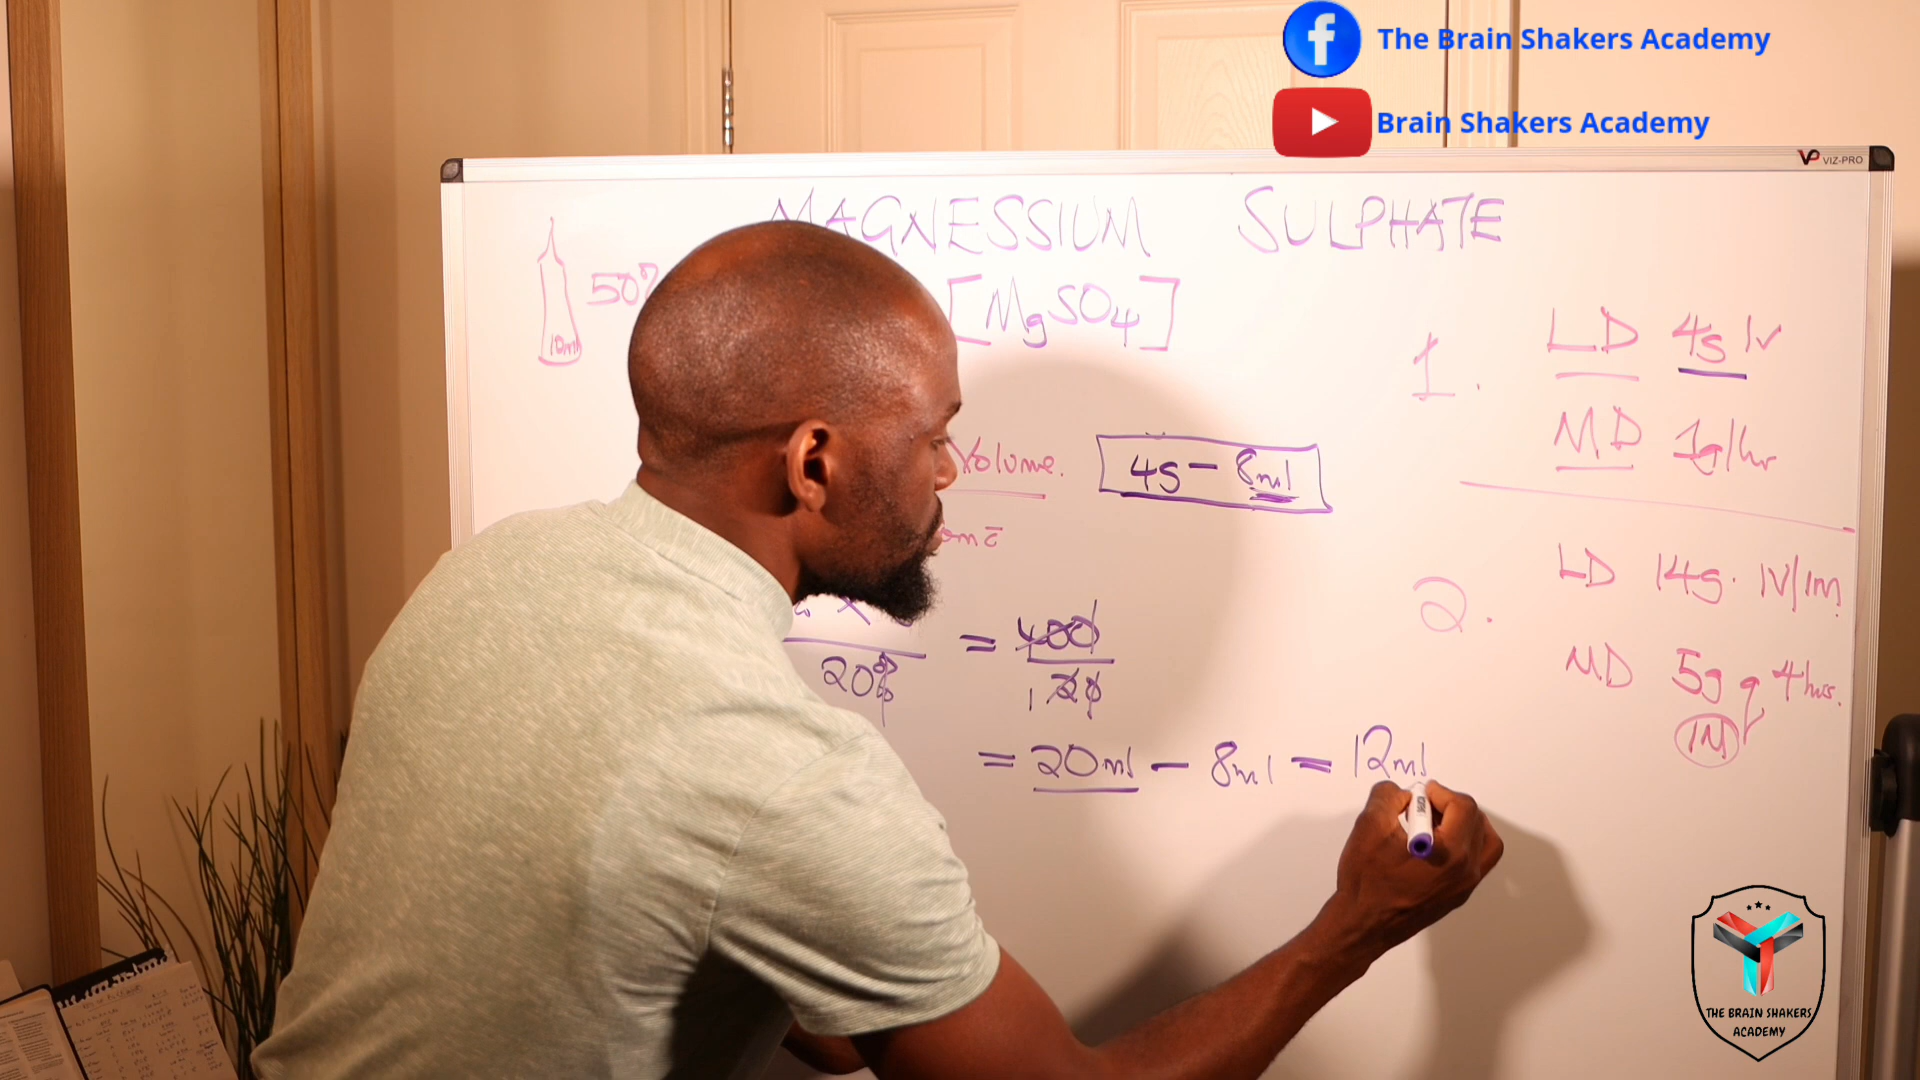 The Brain Shakers Academy
Brain Shakers Academy
VP VIZ-PRO
MAGNESSIUM SULPHATE
[MgSO4]
50%
10ml
Volume.
4g - 8ml
20%
= 400
1 20
= 20ml - 8ml = 12ml
1. LD 4g IV
MD 1g/hr
2. LD 14g. IV/IM
MD 5g q 4hrs.
IM
THE BRAIN SHAKERS
ACADEMY